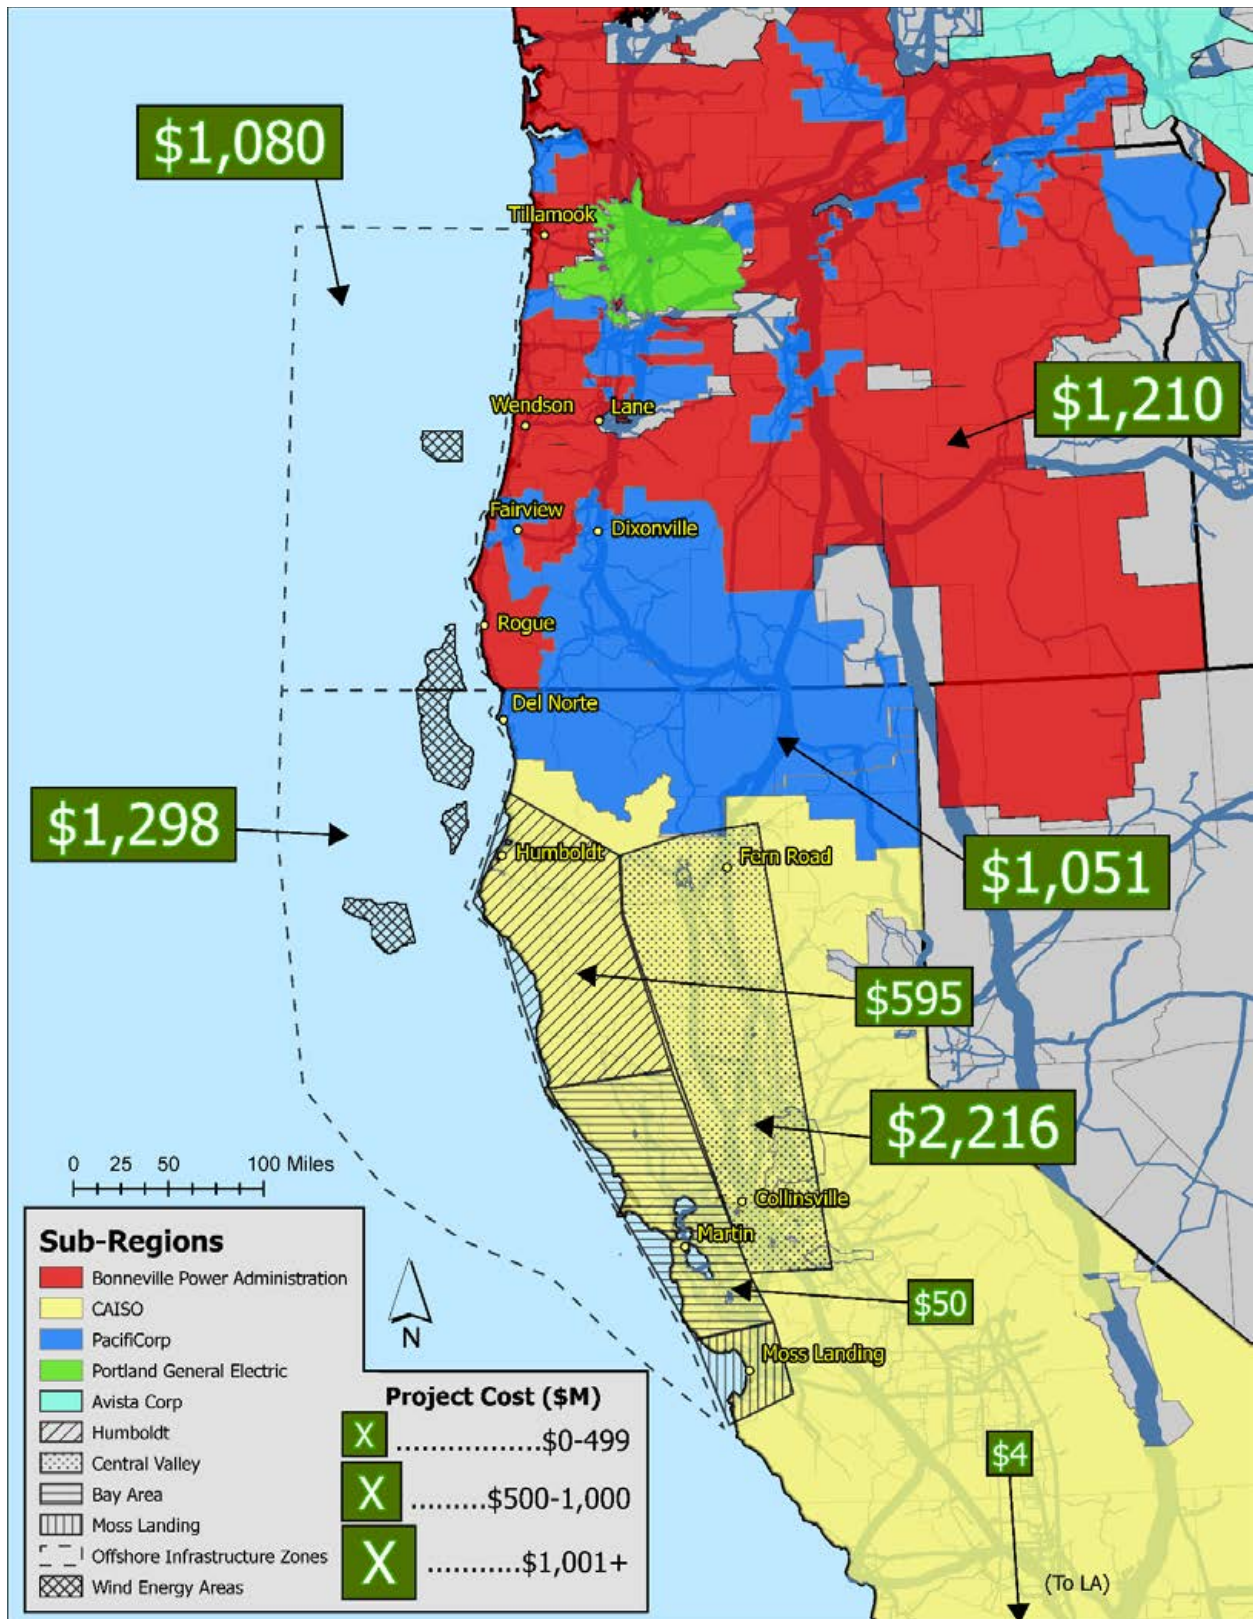 $1,080
Tillamook
$1,210
Wendson
Lane
Fairview
Dixonville
Rogue
Del Norte
$1,298
Humboldt
Fern Road
$1,051
$595
$2,216
0 25 50 100 Miles
Collinsville
Martin
$50
Moss Landing
N
$4
(To LA)
Sub-Regions
Bonneville Power Administration
CAISO
PacifiCorp
Portland General Electric
Avista Corp
Humboldt
Central Valley
Bay Area
Moss Landing
Offshore Infrastructure Zones
Wind Energy Areas
Project Cost ($M)
X ..................$0-499
X .........$500-1,000
X ...........$1,001+